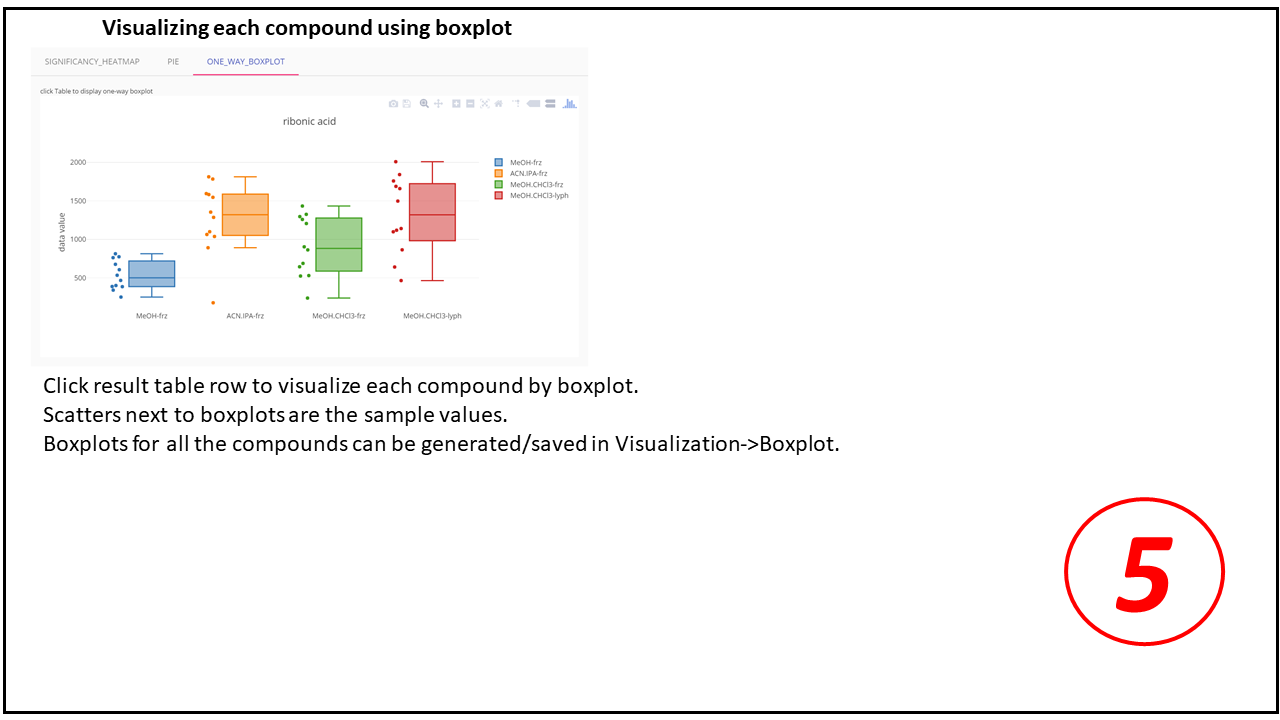 Visualizing each compound using boxplot
SIGNIFICANCY_HEATMAP PIE ONE_WAY_BOXPLOT
click Table to display one-way boxplot
ribonic acid
2000
1500
1000
500
data value
MeOH-frz ACN.IPA-frz MeOH.CHCl3-frz MeOH.CHCl3-lyph
MeOH-frz
ACN.IPA-frz
MeOH.CHCl3-frz
MeOH.CHCl3-lyph
Click result table row to visualize each compound by boxplot.
Scatters next to boxplots are the sample values.
Boxplots for all the compounds can be generated/saved in Visualization->Boxplot.
5